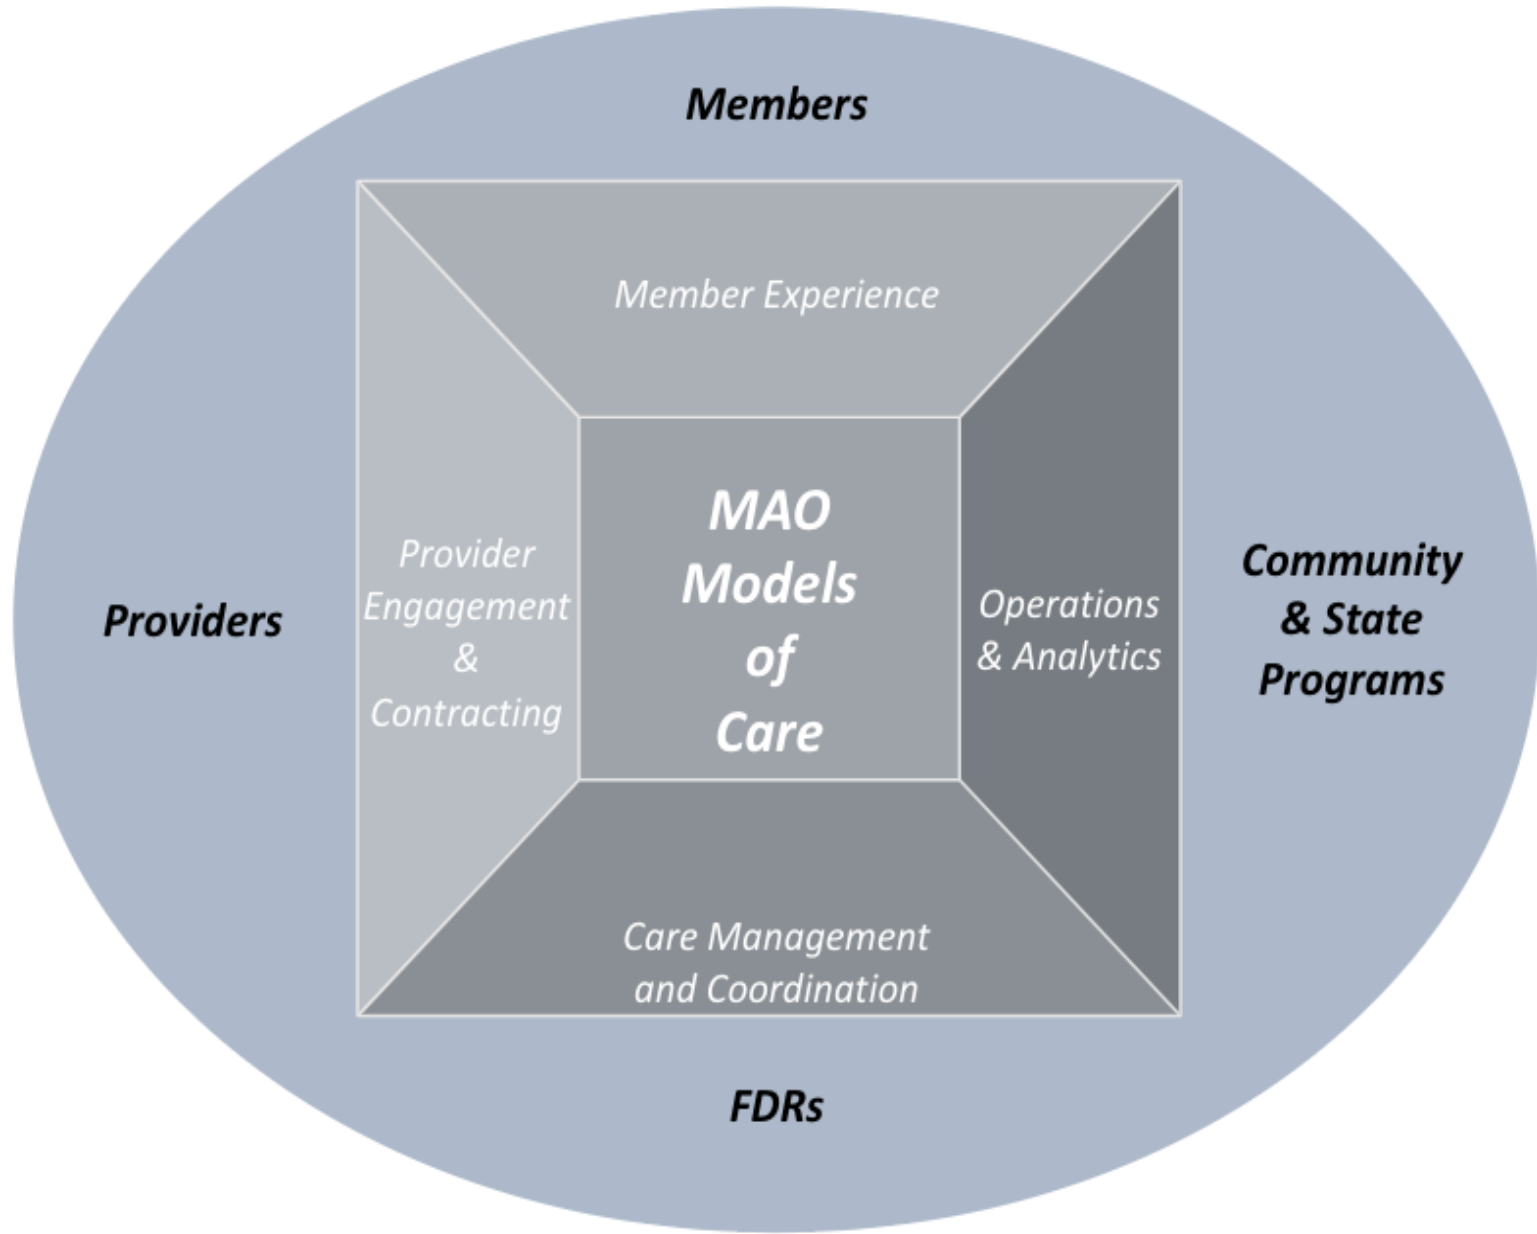 Members
Member Experience
Providers
Provider
Engagement
&
Contracting
MAO
Models
of
Care
Operations
& Analytics
Community
& State
Programs
Care Management
and Coordination
FDRs